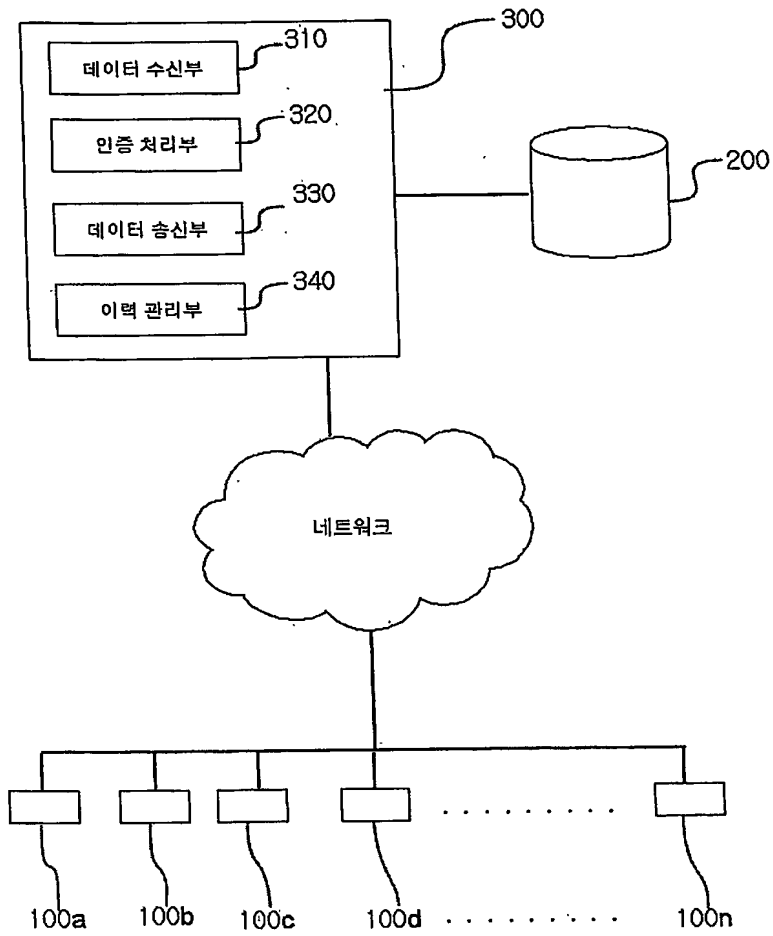 300
310
데이터 수신부
320
인증 처리부
200
330
데이터 송신부
340
이력 관리부
네트워크
100a 100b 100c 100d . . . . . . . . . 100n